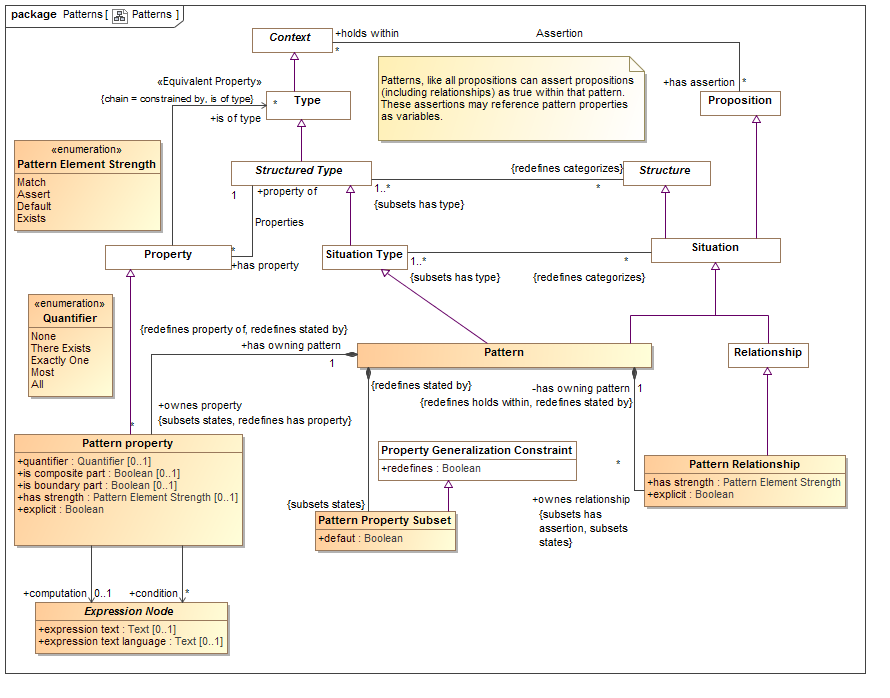 package Patterns [ Patterns ]
Context
+holds within
*
Assertion
+has assertion
*
«Equivalent Property»
{chain = constrained by, is of type}
*
+is of type
Type
Patterns, like all propositions can assert propositions
(including relationships) as true within that pattern.
These assertions may reference pattern properties
as variables.
Proposition
«enumeration»
Pattern Element Strength
Match
Assert
Default
Exists
Structured Type
+property of
1
1..*
{subsets has type}
{redefines categorizes}
*
Structure
Properties
Property
*
+has property
Situation Type
1..*
{subsets has type}
*
{redefines categorizes}
Situation
«enumeration»
Quantifier
None
There Exists
Exactly One
Most
All
{redefines property of, redefines stated by}
+has owning pattern
1
Pattern
Relationship
{redefines stated by}
-has owning pattern
1
{redefines holds within, redefines stated by}
+ownes property
{subsets states, redefines has property}
*
Pattern property
+quantifier : Quantifier [0..1]
+is composite part : Boolean [0..1]
+is boundary part : Boolean [0..1]
+has strength : Pattern Element Strength [0..1]
+explicit : Boolean
Property Generalization Constraint
+redefines : Boolean
*
Pattern Relationship
+has strength : Pattern Element Strength
+explicit : Boolean
{subsets states}
+ownes relationship
{subsets has
assertion, subsets
states}
Pattern Property Subset
+defaut : Boolean
+computation
0..1
+condition
*
Expression Node
+expression text : Text [0..1]
+expression text language : Text [0..1]